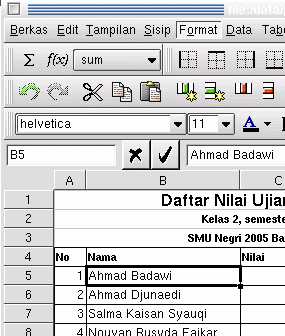 file:/data/
Berkas Edit Tampilan Sisip Format Data Tab
Σ f(x) sum
helvetica 11 A
B5 Ahmad Badawi
A B C
1 Daftar Nilai Ujian
2 Kelas 2, semeste
3 SMU Negri 2005 Ba
4 No Nama Nilai
5 1 Ahmad Badawi
6 2 Ahmad Djunaedi
7 3 Salma Kaisan Syauqi
8 4 Nouvan Rusyda Faikar